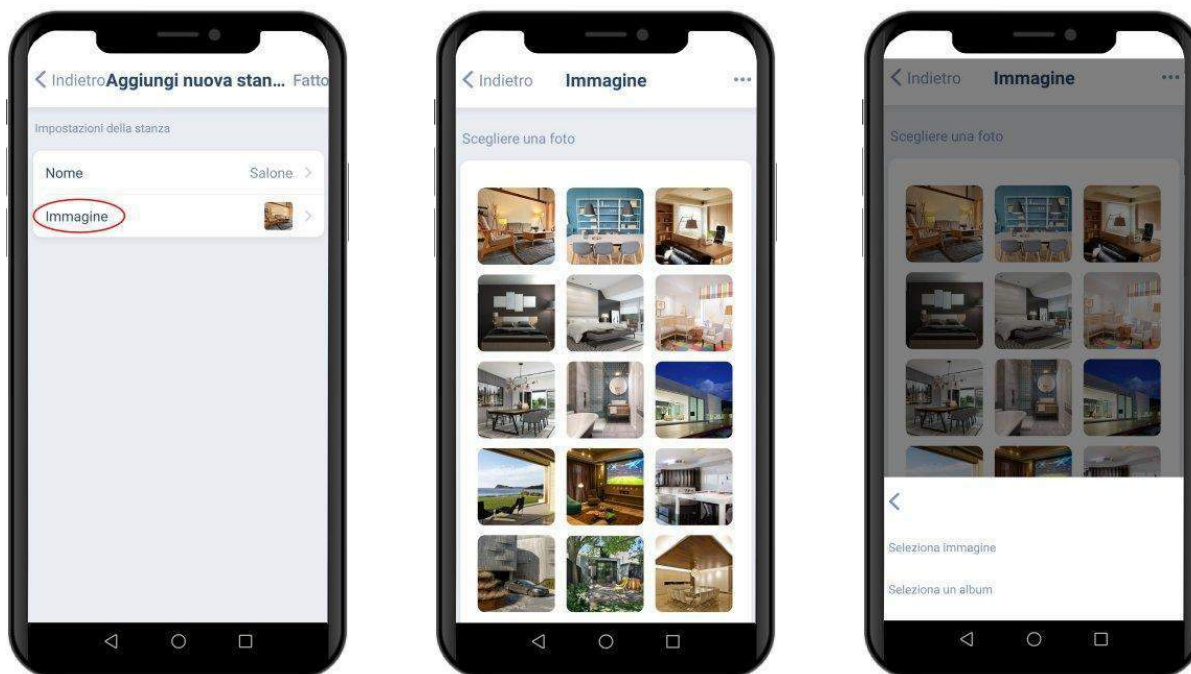 Indietro Aggiungi nuova stan... Fatto
Impostazioni della stanza
Nome Salone
Immagine
Indietro Immagine
Scegliere una foto
Indietro Immagine
Scegliere una foto
Seleziona immagine
Seleziona un album